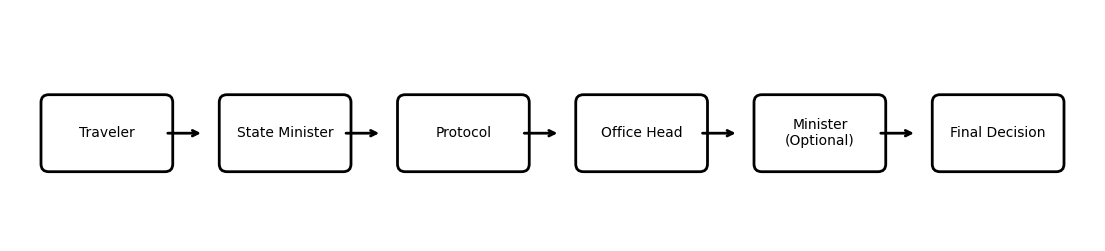 Traveler
State Minister
Protocol
Office Head
Minister
(Optional)
Final Decision